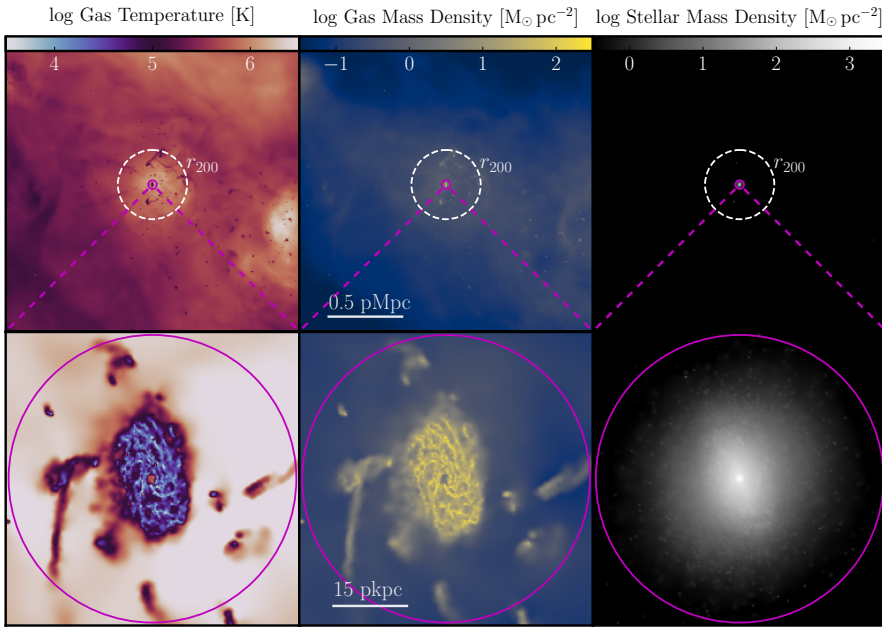 log Gas Temperature [K]
log Gas Mass Density [M⊙ pc⁻²]
log Stellar Mass Density [M⊙ pc⁻²]
4 5 6
−1 0 1 2
0 1 2 3
r₂₀₀
r₂₀₀
r₂₀₀
0.5 pMpc
15 pkpc